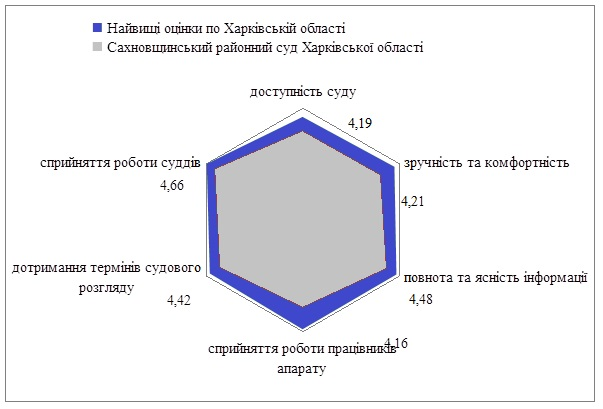 Найвищі оцінки по Харківській області
Сахновщинський районний суд Харківської області
доступність суду
4,19
сприйняття роботи суддів
зручність та комфортність
4,66
4,21
дотримання термінів судового
розгляду
повнота та ясність інформації
4,42
4,48
4,16
сприйняття роботи працівників
апарату